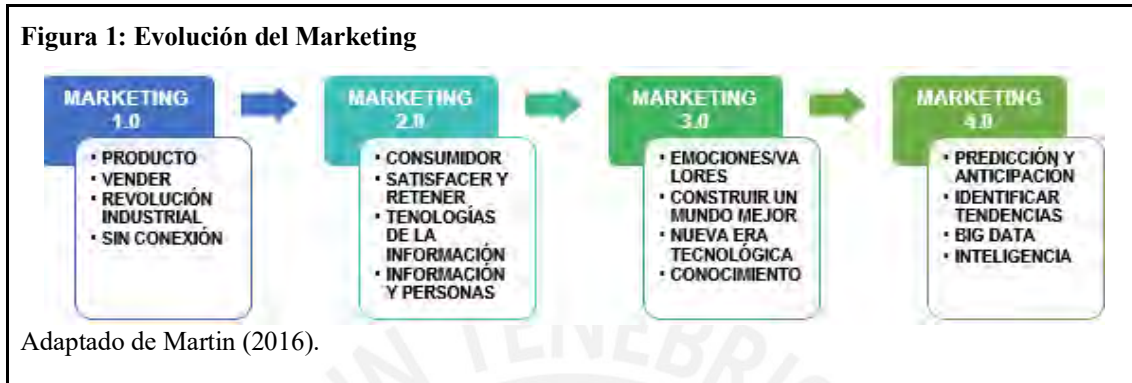 Figura 1: Evolución del Marketing
MARKETING
1.0
• PRODUCTO
• VENDER
• REVOLUCIÓN
INDUSTRIAL
• SIN CONEXIÓN
MARKETING
2.0
• CONSUMIDOR
• SATISFACER Y
RETENER
• TENOLOGÍAS
DE LA
INFORMACIÓN
• INFORMACIÓN
Y PERSONAS
MARKETING
3.0
• EMOCIONES/VA
LORES
• CONSTRUIR UN
MUNDO MEJOR
• NUEVA ERA
TECNOLÓGICA
• CONOCIMIENTO
MARKETING
4.0
• PREDICCIÓN Y
ANTICIPACIÓN
• IDENTIFICAR
TENDENCIAS
• BIG DATA
• INTELIGENCIA
Adaptado de Martin (2016).